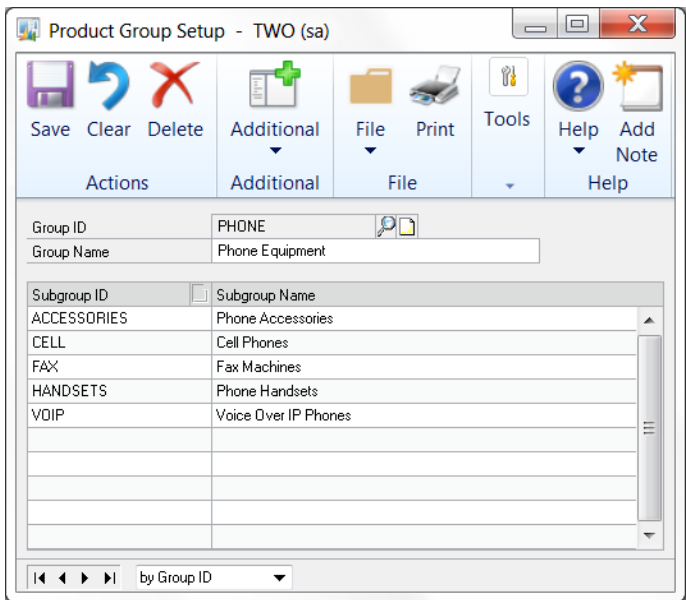 Product Group Setup - TWO (sa)
Save Clear Delete Additional File Print Tools Help Add Note
Actions Additional File Help
Group ID PHONE
Group Name Phone Equipment
Subgroup ID Subgroup Name
ACCESSORIES Phone Accessories
CELL Cell Phones
FAX Fax Machines
HANDSETS Phone Handsets
VOIP Voice Over IP Phones
by Group ID